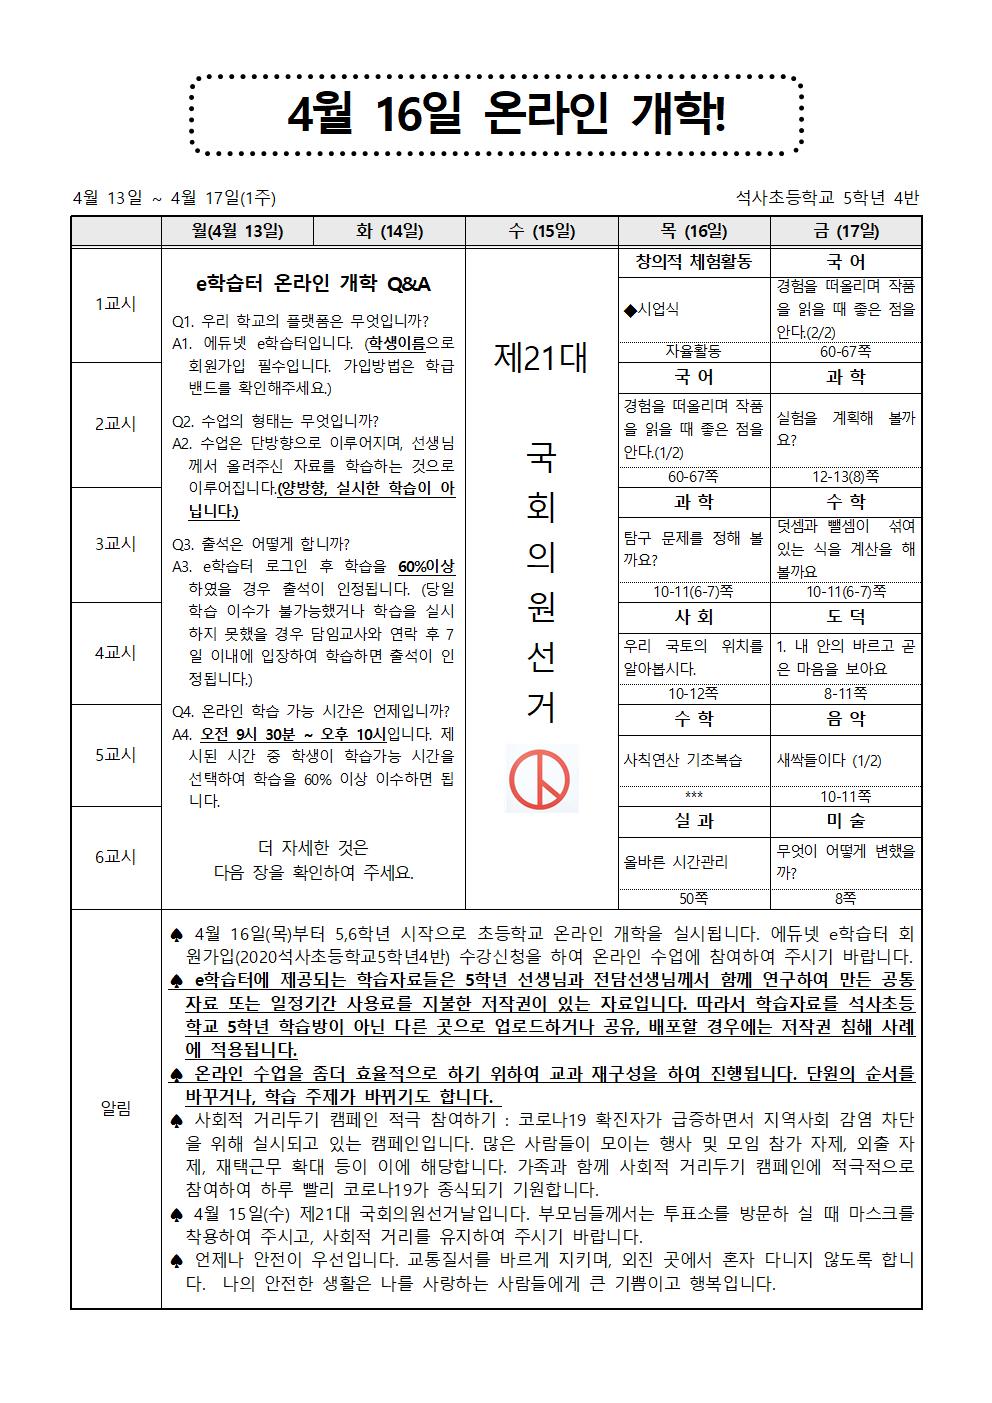 4월 16일 온라인 개학!
4월 13일 ~ 4월 17일(1주)
석사초등학교 5학년 4반
월(4월 13일)
화 (14일)
수 (15일)
목 (16일)
금 (17일)
1교시
2교시
3교시
4교시
5교시
6교시
e학습터 온라인 개학 Q&A
Q1. 우리 학교의 플랫폼은 무엇입니까?
A1. 에듀넷 e학습터입니다. (학생이름으로
회원가입 필수입니다. 가입방법은 학급
밴드를 확인해주세요.)
Q2. 수업의 형태는 무엇입니까?
A2. 수업은 단방향으로 이루어지며, 선생님
께서 올려주신 자료를 학습하는 것으로
이루어집니다.(양방향, 실시한 학습이 아
닙니다.)
Q3. 출석은 어떻게 합니까?
A3. e학습터 로그인 후 학습을 60%이상
하였을 경우 출석이 인정됩니다. (당일
학습 이수가 불가능했거나 학습을 실시
하지 못했을 경우 담임교사와 연락 후 7
일 이내에 입장하여 학습하면 출석이 인
정됩니다.)
Q4. 온라인 학습 가능 시간은 언제입니까?
A4. 오전 9시 30분 ~ 오후 10시입니다. 제
시된 시간 중 학생이 학습가능 시간을
선택하여 학습을 60% 이상 이수하면 됩
니다.
더 자세한 것은
다음 장을 확인하여 주세요.
제21대
국
회
의
원
선
거
창의적 체험활동
◆시업식
자율활동
국 어
경험을 떠올리며 작품
을 읽을 때 좋은 점을
안다.(1/2)
60-67쪽
과 학
탐구 문제를 정해 볼
까요?
10-11(6-7)쪽
사 회
우리 국토의 위치를
알아봅시다.
10-12쪽
수 학
사칙연산 기초복습
***
실 과
올바른 시간관리
50쪽
국 어
경험을 떠올리며 작품
을 읽을 때 좋은 점을
안다.(2/2)
60-67쪽
과 학
실험을 계획해 볼까
요?
12-13(8)쪽
수 학
덧셈과 뺄셈이 섞여
있는 식을 계산을 해
볼까요
10-11(6-7)쪽
도 덕
1. 내 안의 바르고 곧
은 마음을 보아요
8-11쪽
음 악
새싹들이다 (1/2)
10-11쪽
미 술
무엇이 어떻게 변했을
까?
8쪽
알림
♠ 4월 16일(목)부터 5,6학년 시작으로 초등학교 온라인 개학을 실시됩니다. 에듀넷 e학습터 회
원가입(2020석사초등학교5학년4반) 수강신청을 하여 온라인 수업에 참여하여 주시기 바랍니다.
♠ e학습터에 제공되는 학습자료들은 5학년 선생님과 전담선생님께서 함께 연구하여 만든 공통
자료 또는 일정기간 사용료를 지불한 저작권이 있는 자료입니다. 따라서 학습자료를 석사초등
학교 5학년 학습방이 아닌 다른 곳으로 업로드하거나 공유, 배포할 경우에는 저작권 침해 사례
에 적용됩니다.
♠ 온라인 수업을 좀더 효율적으로 하기 위하여 교과 재구성을 하여 진행됩니다. 단원의 순서를
바꾸거나, 학습 주제가 바뀌기도 합니다.
♠ 사회적 거리두기 캠페인 적극 참여하기 : 코로나19 확진자가 급증하면서 지역사회 감염 차단
을 위해 실시되고 있는 캠페인입니다. 많은 사람들이 모이는 행사 및 모임 참가 자제, 외출 자
제, 재택근무 확대 등이 이에 해당합니다. 가족과 함께 사회적 거리두기 캠페인에 적극적으로
참여하여 하루 빨리 코로나19가 종식되기 기원합니다.
♠ 4월 15일(수) 제21대 국회의원선거날입니다. 부모님들께서는 투표소를 방문하 실 때 마스크를
착용하여 주시고, 사회적 거리를 유지하여 주시기 바랍니다.
♠ 언제나 안전이 우선입니다. 교통질서를 바르게 지키며, 외진 곳에서 혼자 다니지 않도록 합니
다. 나의 안전한 생활은 나를 사랑하는 사람들에게 큰 기쁨이고 행복입니다.